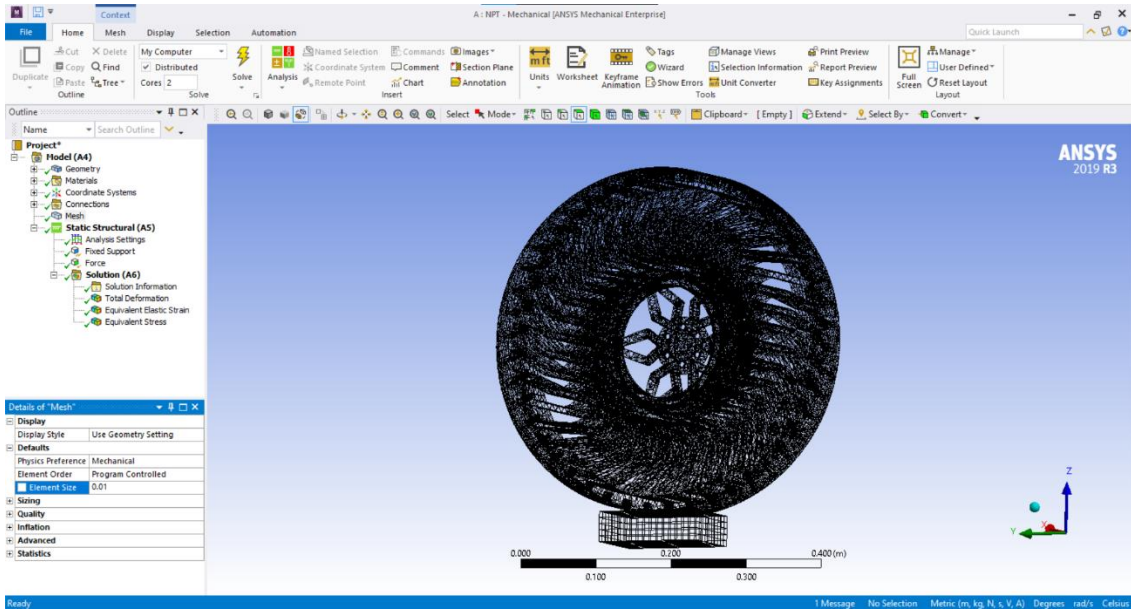 Context
A : NPT - Mechanical [ANSYS Mechanical Enterprise]
File Home Mesh Display Selection Automation
Quick Launch
Duplicate
Cut
Copy
Paste
Delete
Find
Tree
Outline
My Computer
Distributed
Cores 2
Solve
Solve
Analysis
Named Selection
Coordinate System
Remote Point
Commands
Comment
Chart
Images
Section Plane
Annotation
Insert
Units
Worksheet
Keyframe Animation
Tags
Wizard
Show Errors
Manage Views
Selection Information
Unit Converter
Print Preview
Report Preview
Key Assignments
Tools
Full Screen
Manage
User Defined
Reset Layout
Layout
Outline
Select Mode Clipboard [ Empty ] Extend Select By Convert
Name Search Outline
Project*
Model (A4)
Geometry
Materials
Coordinate Systems
Connections
Mesh
Static Structural (A5)
Analysis Settings
Fixed Support
Force
Solution (A6)
Solution Information
Total Deformation
Equivalent Elastic Strain
Equivalent Stress
ANSYS
2019 R3
Details of "Mesh"
Display
Display Style Use Geometry Setting
Defaults
Physics Preference Mechanical
Element Order Program Controlled
Element Size 0.01
Sizing
Quality
Inflation
Advanced
Statistics
Z
Y X
0.000 0.200 0.400 (m)
0.100 0.300
Ready 1 Message No Selection Metric (m, kg, N, s, V, A) Degrees rad/s Celsius